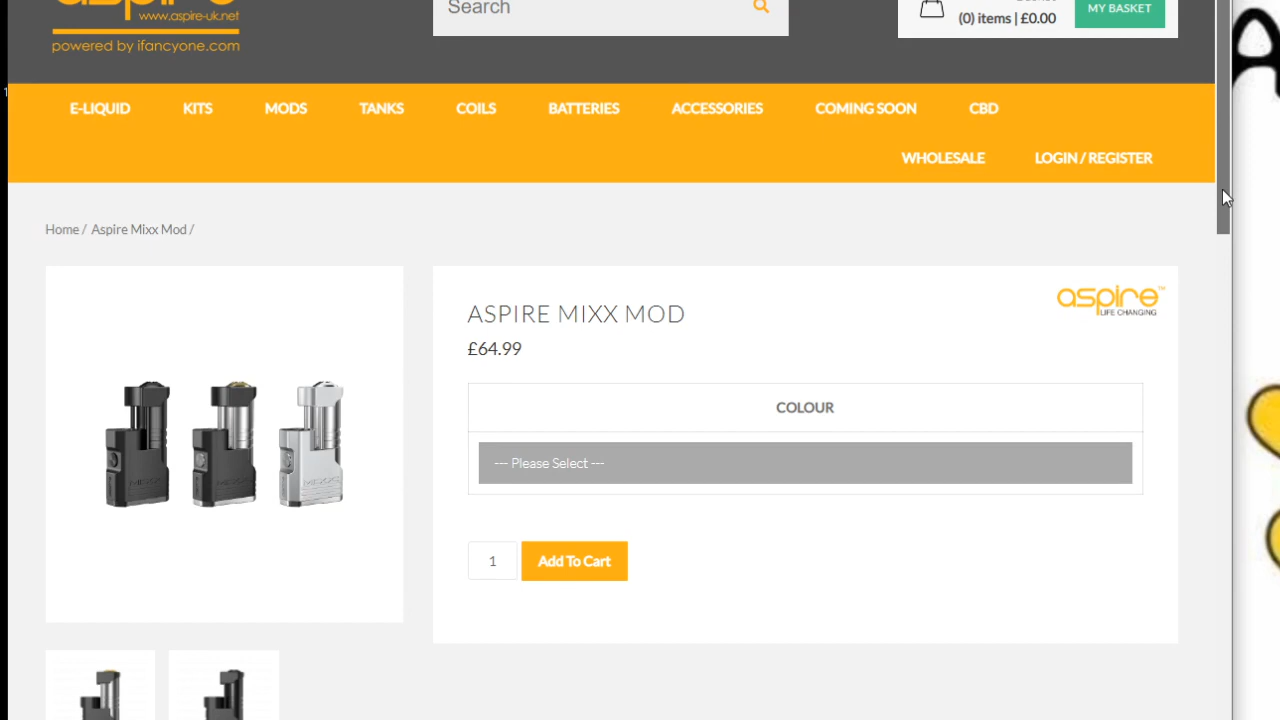 aspire
www.aspire-uk.net
powered by ifancyone.com
Search
(0) items | £0.00
MY BASKET
E-LIQUID KITS MODS TANKS COILS BATTERIES ACCESSORIES COMING SOON CBD
WHOLESALE LOGIN / REGISTER
Home / Aspire Mixx Mod /
aspire™
LIFE CHANGING
ASPIRE MIXX MOD
£64.99
COLOUR
--- Please Select ---
1 Add To Cart